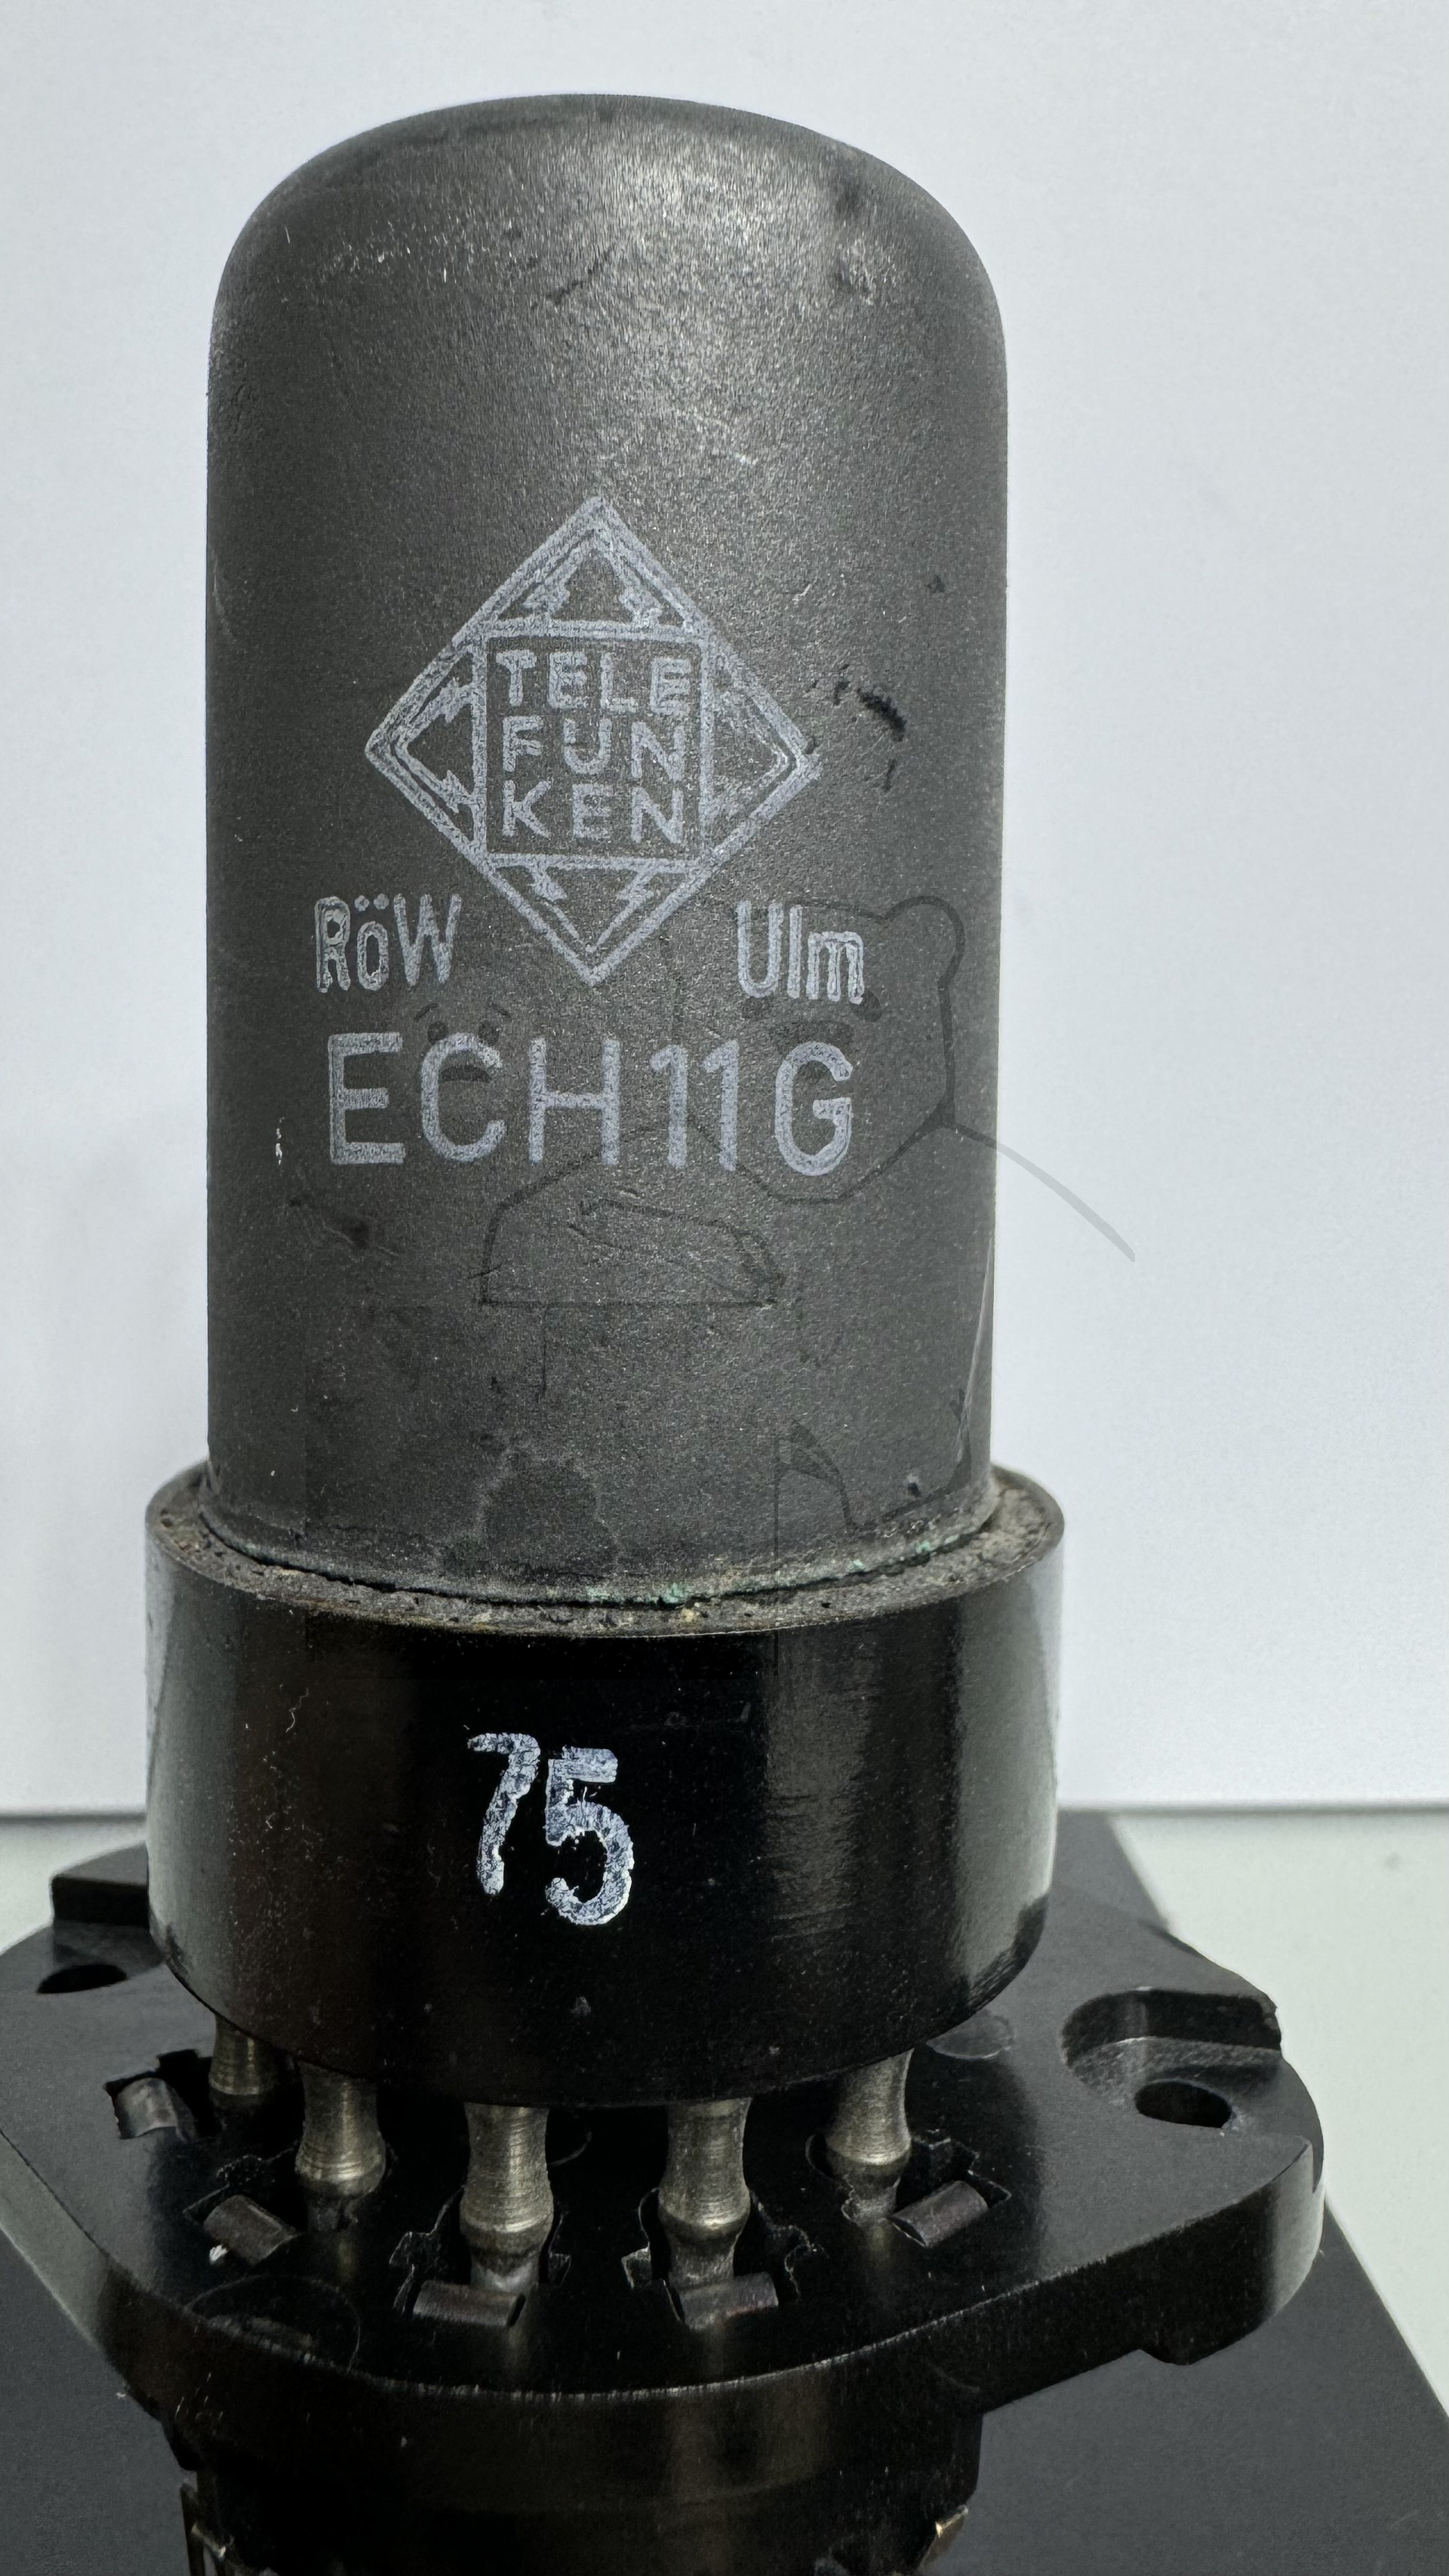 TELE
FUN
KEN
RöW Ulm
ECH11G
75